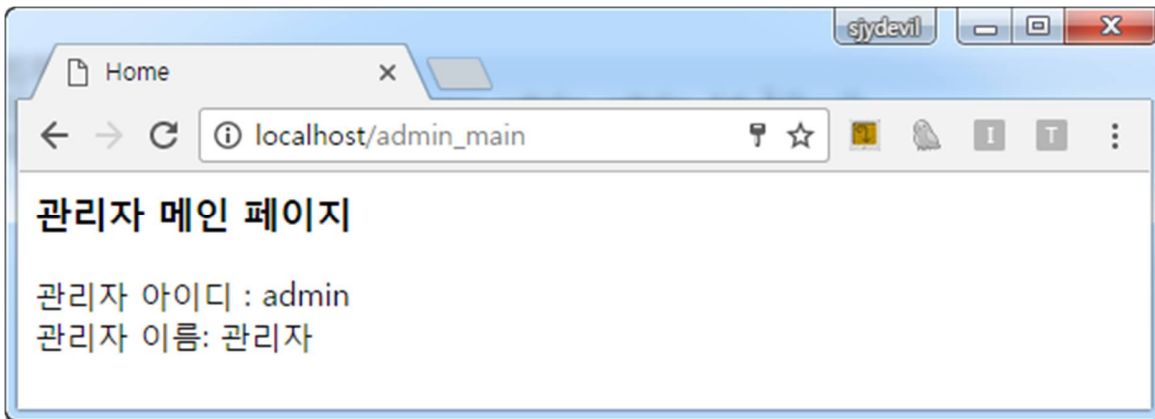 sjydevil
Home
localhost/admin_main
I
T
관리자 메인 페이지
관리자 아이디 : admin
관리자 이름: 관리자